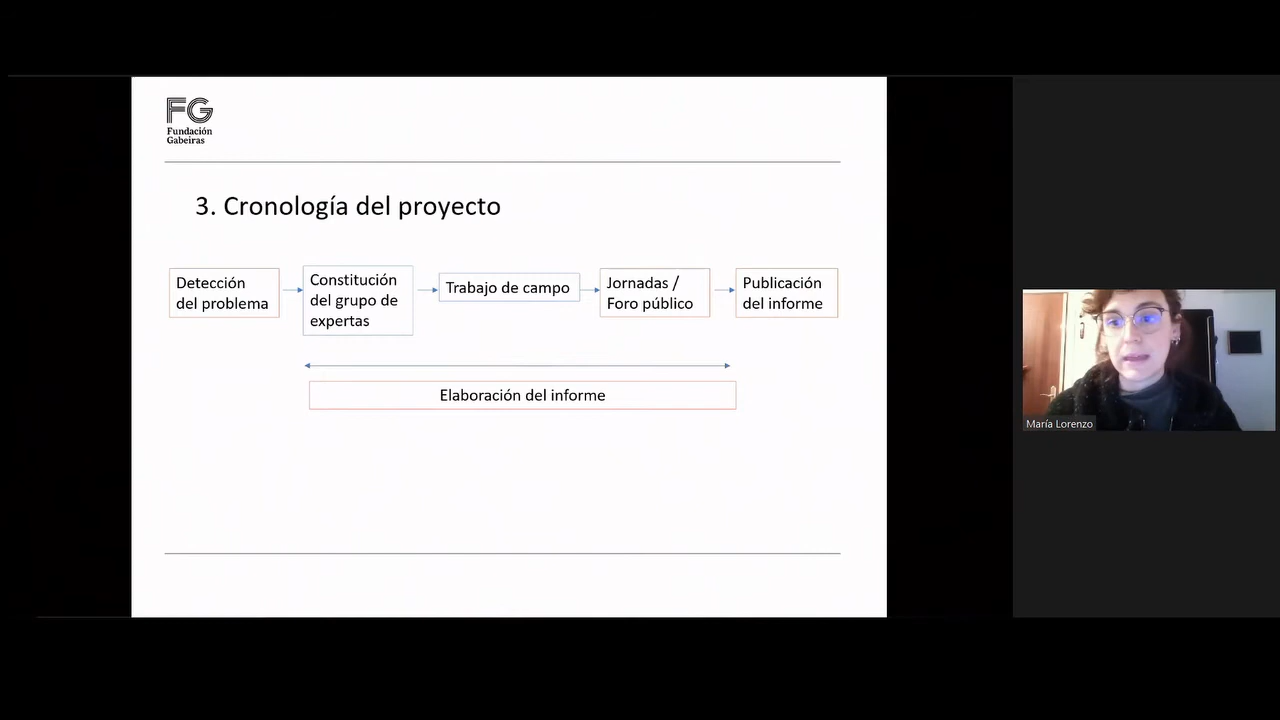 FG
Fundación
Gabeiras
3. Cronología del proyecto
Detección
del problema
Constitución
del grupo de
expertas
Trabajo de campo
Jornadas /
Foro público
Publicación
del informe
Elaboración del informe
María Lorenzo